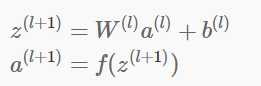 z^{(l+1)} = W^{(l)}a^{(l)} + b^{(l)}
a^{(l+1)} = f(z^{(l+1)})